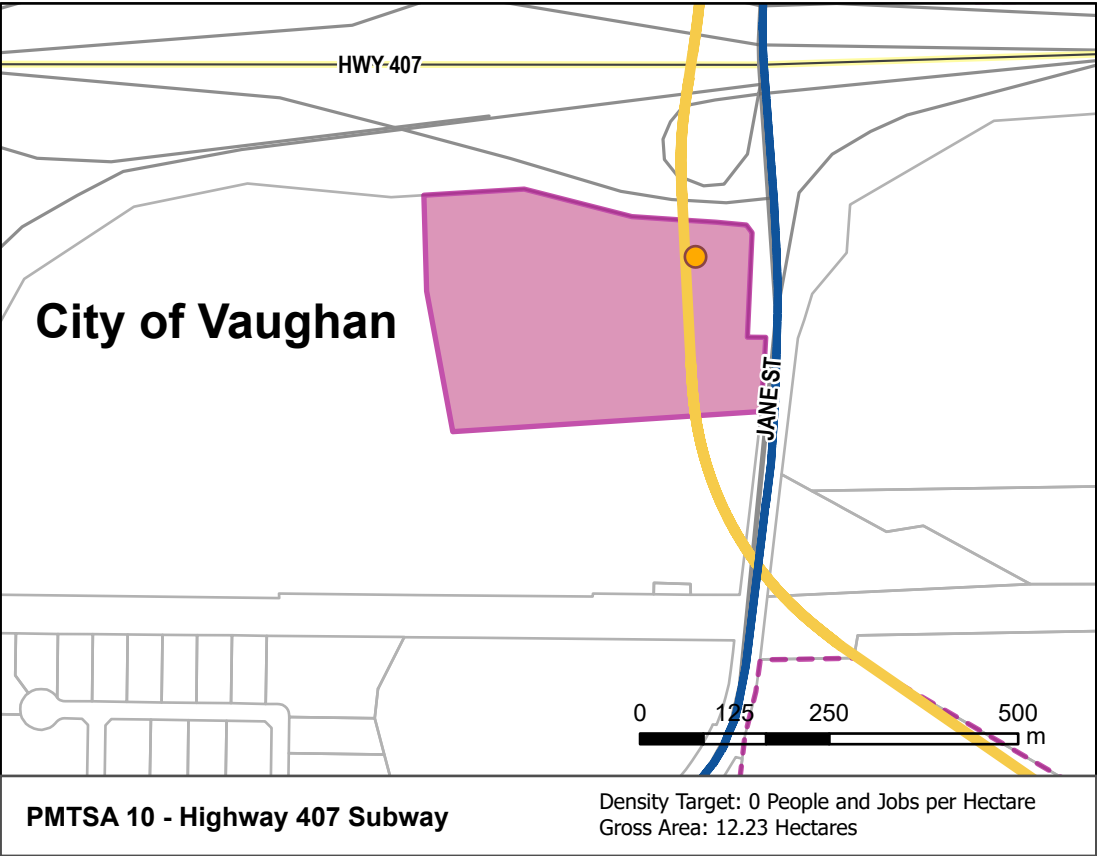 HWY 407
City of Vaughan
JANE ST
0 125 250 500
m
PMTSA 10 - Highway 407 Subway
Density Target: 0 People and Jobs per Hectare
Gross Area: 12.23 Hectares